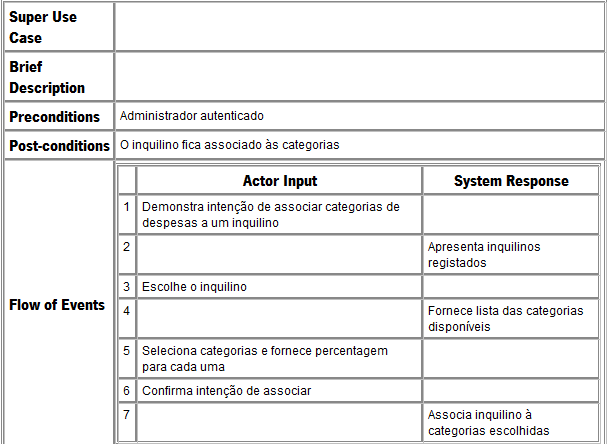 Super Use
Case
Brief
Description
Preconditions Administrador autenticado
Post-conditions O inquilino fica associado às categorias
Flow of Events
Actor Input System Response
1 Demonstra intenção de associar categorias de
despesas a um inquilino
2 Apresenta inquilinos
registados
3 Escolhe o inquilino
4 Fornece lista das categorias
disponíveis
5 Seleciona categorias e fornece percentagem
para cada uma
6 Confirma intenção de associar
7 Associa inquilino à
categorias escolhidas